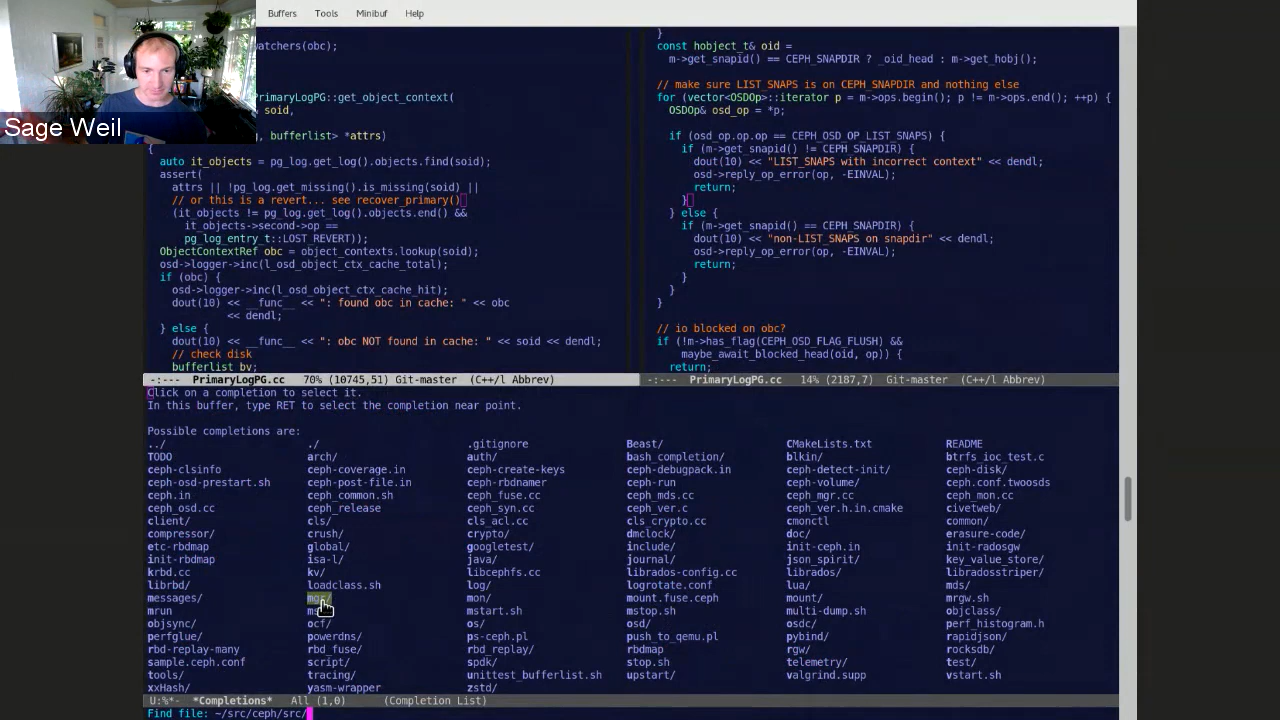 Buffers Tools Minibuf Help
Sage Weil
watchers(obc);
PrimaryLogPG::get_object_context(
soid,
, bufferlist> *attrs)
{
auto it_objects = pg_log.get_log().objects.find(soid);
assert(
attrs || !pg_log.get_missing().is_missing(soid) ||
// or this is a revert... see recover_primary()
(it_objects != pg_log.get_log().objects.end() &&
it_objects->second->op ==
pg_log_entry_t::LOST_REVERT));
ObjectContextRef obc = object_contexts.lookup(soid);
osd->logger->inc(l_osd_object_ctx_cache_total);
if (obc) {
osd->logger->inc(l_osd_object_ctx_cache_hit);
dout(10) << __func__ << ": found obc in cache: " << obc
<< dendl;
} else {
dout(10) << __func__ << ": obc NOT found in cache: " << soid << dendl;
// check disk
bufferlist bv;
-:--- PrimaryLogPG.cc 70% (10745,51) Git-master (C++/l Abbrev)
}
const hobject_t& oid =
m->get_snapid() == CEPH_SNAPDIR ? _oid_head : m->get_hobj();
// make sure LIST_SNAPS is on CEPH_SNAPDIR and nothing else
for (vector<OSDOp>::iterator p = m->ops.begin(); p != m->ops.end(); ++p) {
OSDOp& osd_op = *p;
if (osd_op.op.op == CEPH_OSD_OP_LIST_SNAPS) {
if (m->get_snapid() != CEPH_SNAPDIR) {
dout(10) << "LIST_SNAPS with incorrect context" << dendl;
osd->reply_op_error(op, -EINVAL);
return;
}
} else {
if (m->get_snapid() == CEPH_SNAPDIR) {
dout(10) << "non-LIST_SNAPS on snapdir" << dendl;
osd->reply_op_error(op, -EINVAL);
return;
}
}
}
// io blocked on obc?
if (!m->has_flag(CEPH_OSD_FLAG_FLUSH) &&
maybe_await_blocked_head(oid, op)) {
return;
-:--- PrimaryLogPG.cc 14% (2187,7) Git-master (C++/l Abbrev)
Click on a completion to select it.
In this buffer, type RET to select the completion near point.
Possible completions are:
../ ./ .gitignore Beast/ CMakeLists.txt README
TODO arch/ auth/ bash_completion/ blkin/ btrfs_ioc_test.c
ceph-clsinfo ceph-coverage.in ceph-create-keys ceph-debugpack.in ceph-detect-init/ ceph-disk/
ceph-osd-prestart.sh ceph-post-file.in ceph-rbdnamer ceph-run ceph-volume/ ceph.conf.twoosds
ceph.in ceph_common.sh ceph_fuse.cc ceph_mds.cc ceph_mgr.cc ceph_mon.cc
ceph_osd.cc ceph_release ceph_syn.cc ceph_ver.c ceph_ver.h.in.cmake civetweb/
client/ cls/ cls_acl.cc cls_crypto.cc cmonctl common/
compressor/ crush/ crypto/ dmclock/ doc/ erasure-code/
etc-rbdmap global/ googletest/ include/ init-ceph.in init-radosgw
init-rbdmap isa-l/ java/ journal/ json_spirit/ key_value_store/
krbd.cc kv/ libcephfs.cc librados-config.cc librados/ libradosstriper/
librbd/ loadclass.sh log/ logrotate.conf lua/ mds/
messages/ mgr/ mon/ mount.fuse.ceph mount/ mrgw.sh
mrun mstart.sh mstop.sh multi-dump.sh objclass/
objsync/ ocf/ os/ osd/ osdc/ perf_histogram.h
perfglue/ powerdns/ ps-ceph.pl push_to_qemu.pl pybind/ rapidjson/
rbd-replay-many rbd_fuse/ rbd_replay/ rbdmap rgw/ rocksdb/
sample.ceph.conf script/ spdk/ stop.sh telemetry/ test/
tools/ tracing/ unittest_bufferlist.sh upstart/ valgrind.supp vstart.sh
xxHash/ yasm-wrapper zstd/
U:%*- *Completions* All (1,0) (Completion List)
Find file: ~/src/ceph/src/